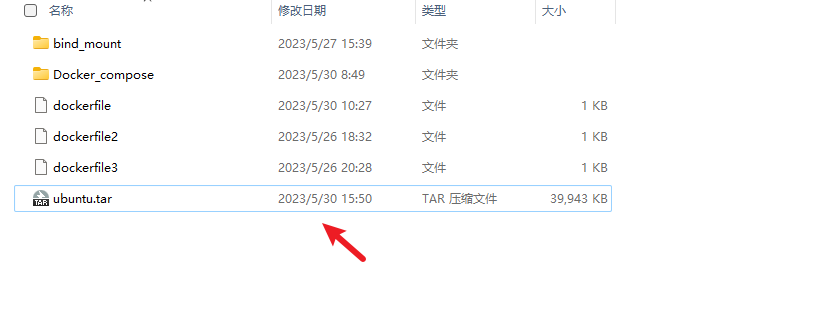 名称 修改日期 类型 大小
bind_mount 2023/5/27 15:39 文件夹
Docker_compose 2023/5/30 8:49 文件夹
dockerfile 2023/5/30 10:27 文件 1 KB
dockerfile2 2023/5/26 18:32 文件 1 KB
dockerfile3 2023/5/26 20:28 文件 1 KB
TAR ubuntu.tar 2023/5/30 15:50 TAR 压缩文件 39,943 KB